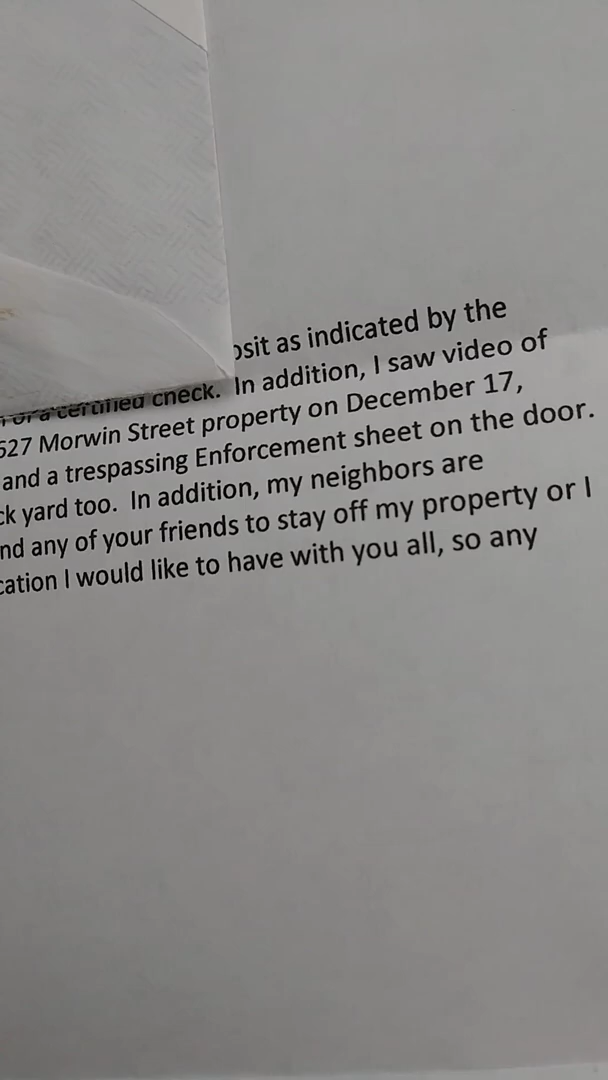 osit as indicated by the
certified check. In addition, I saw video of
527 Morwin Street property on December 17,
and a trespassing Enforcement sheet on the door.
ck yard too. In addition, my neighbors are
nd any of your friends to stay off my property or I
cation I would like to have with you all, so any